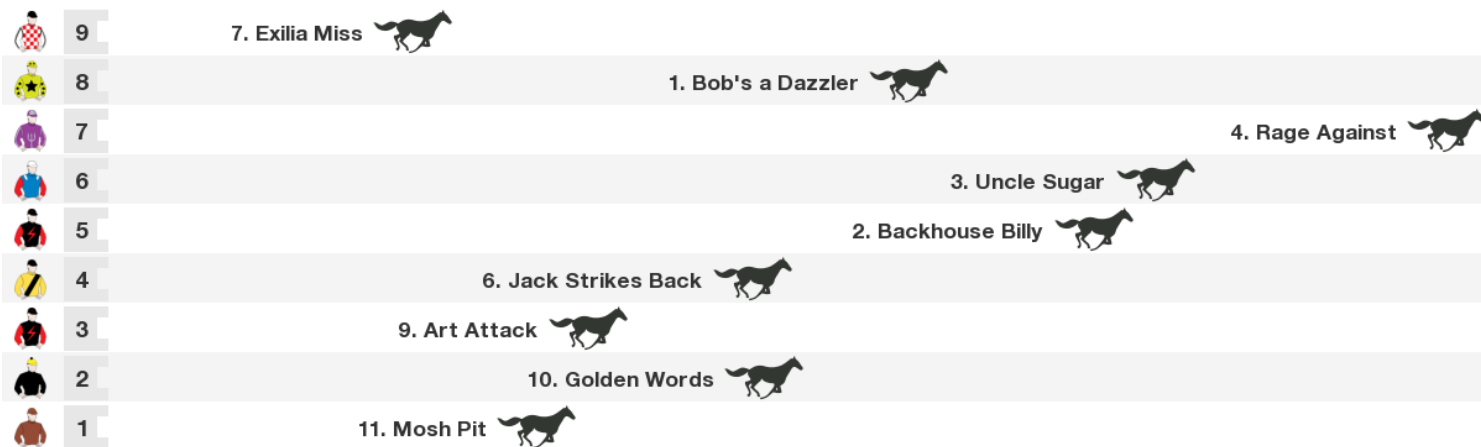 9 7. Exilia Miss
8 1. Bob's a Dazzler
7 4. Rage Against
6 3. Uncle Sugar
5 2. Backhouse Billy
4 6. Jack Strikes Back
3 9. Art Attack
2 10. Golden Words
1 11. Mosh Pit